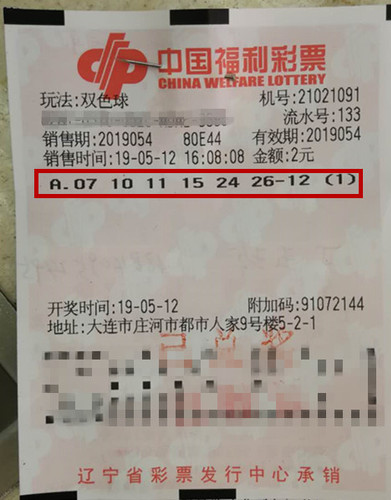 中国福利彩票
CHINA WELFARE LOTTERY
玩法:双色球 机号:21021091
流水号:133
销售期:2019054 80E44 有效期:2019054
销售时间:19-05-12 16:08:08 金额:2元
A.07 10 11 15 24 26-12 (1)
开奖时间:19-05-12 附加码:91072144
地址:大连市庄河市都市人家9号楼5-2-1
辽宁省彩票发行中心承销